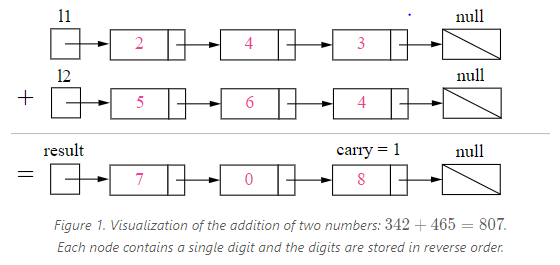 l1 null
2 4 3
l2 null
+ 5 6 4
result carry = 1 null
= 7 0 8
Figure 1. Visualization of the addition of two numbers: 342 + 465 = 807.
Each node contains a single digit and the digits are stored in reverse order.